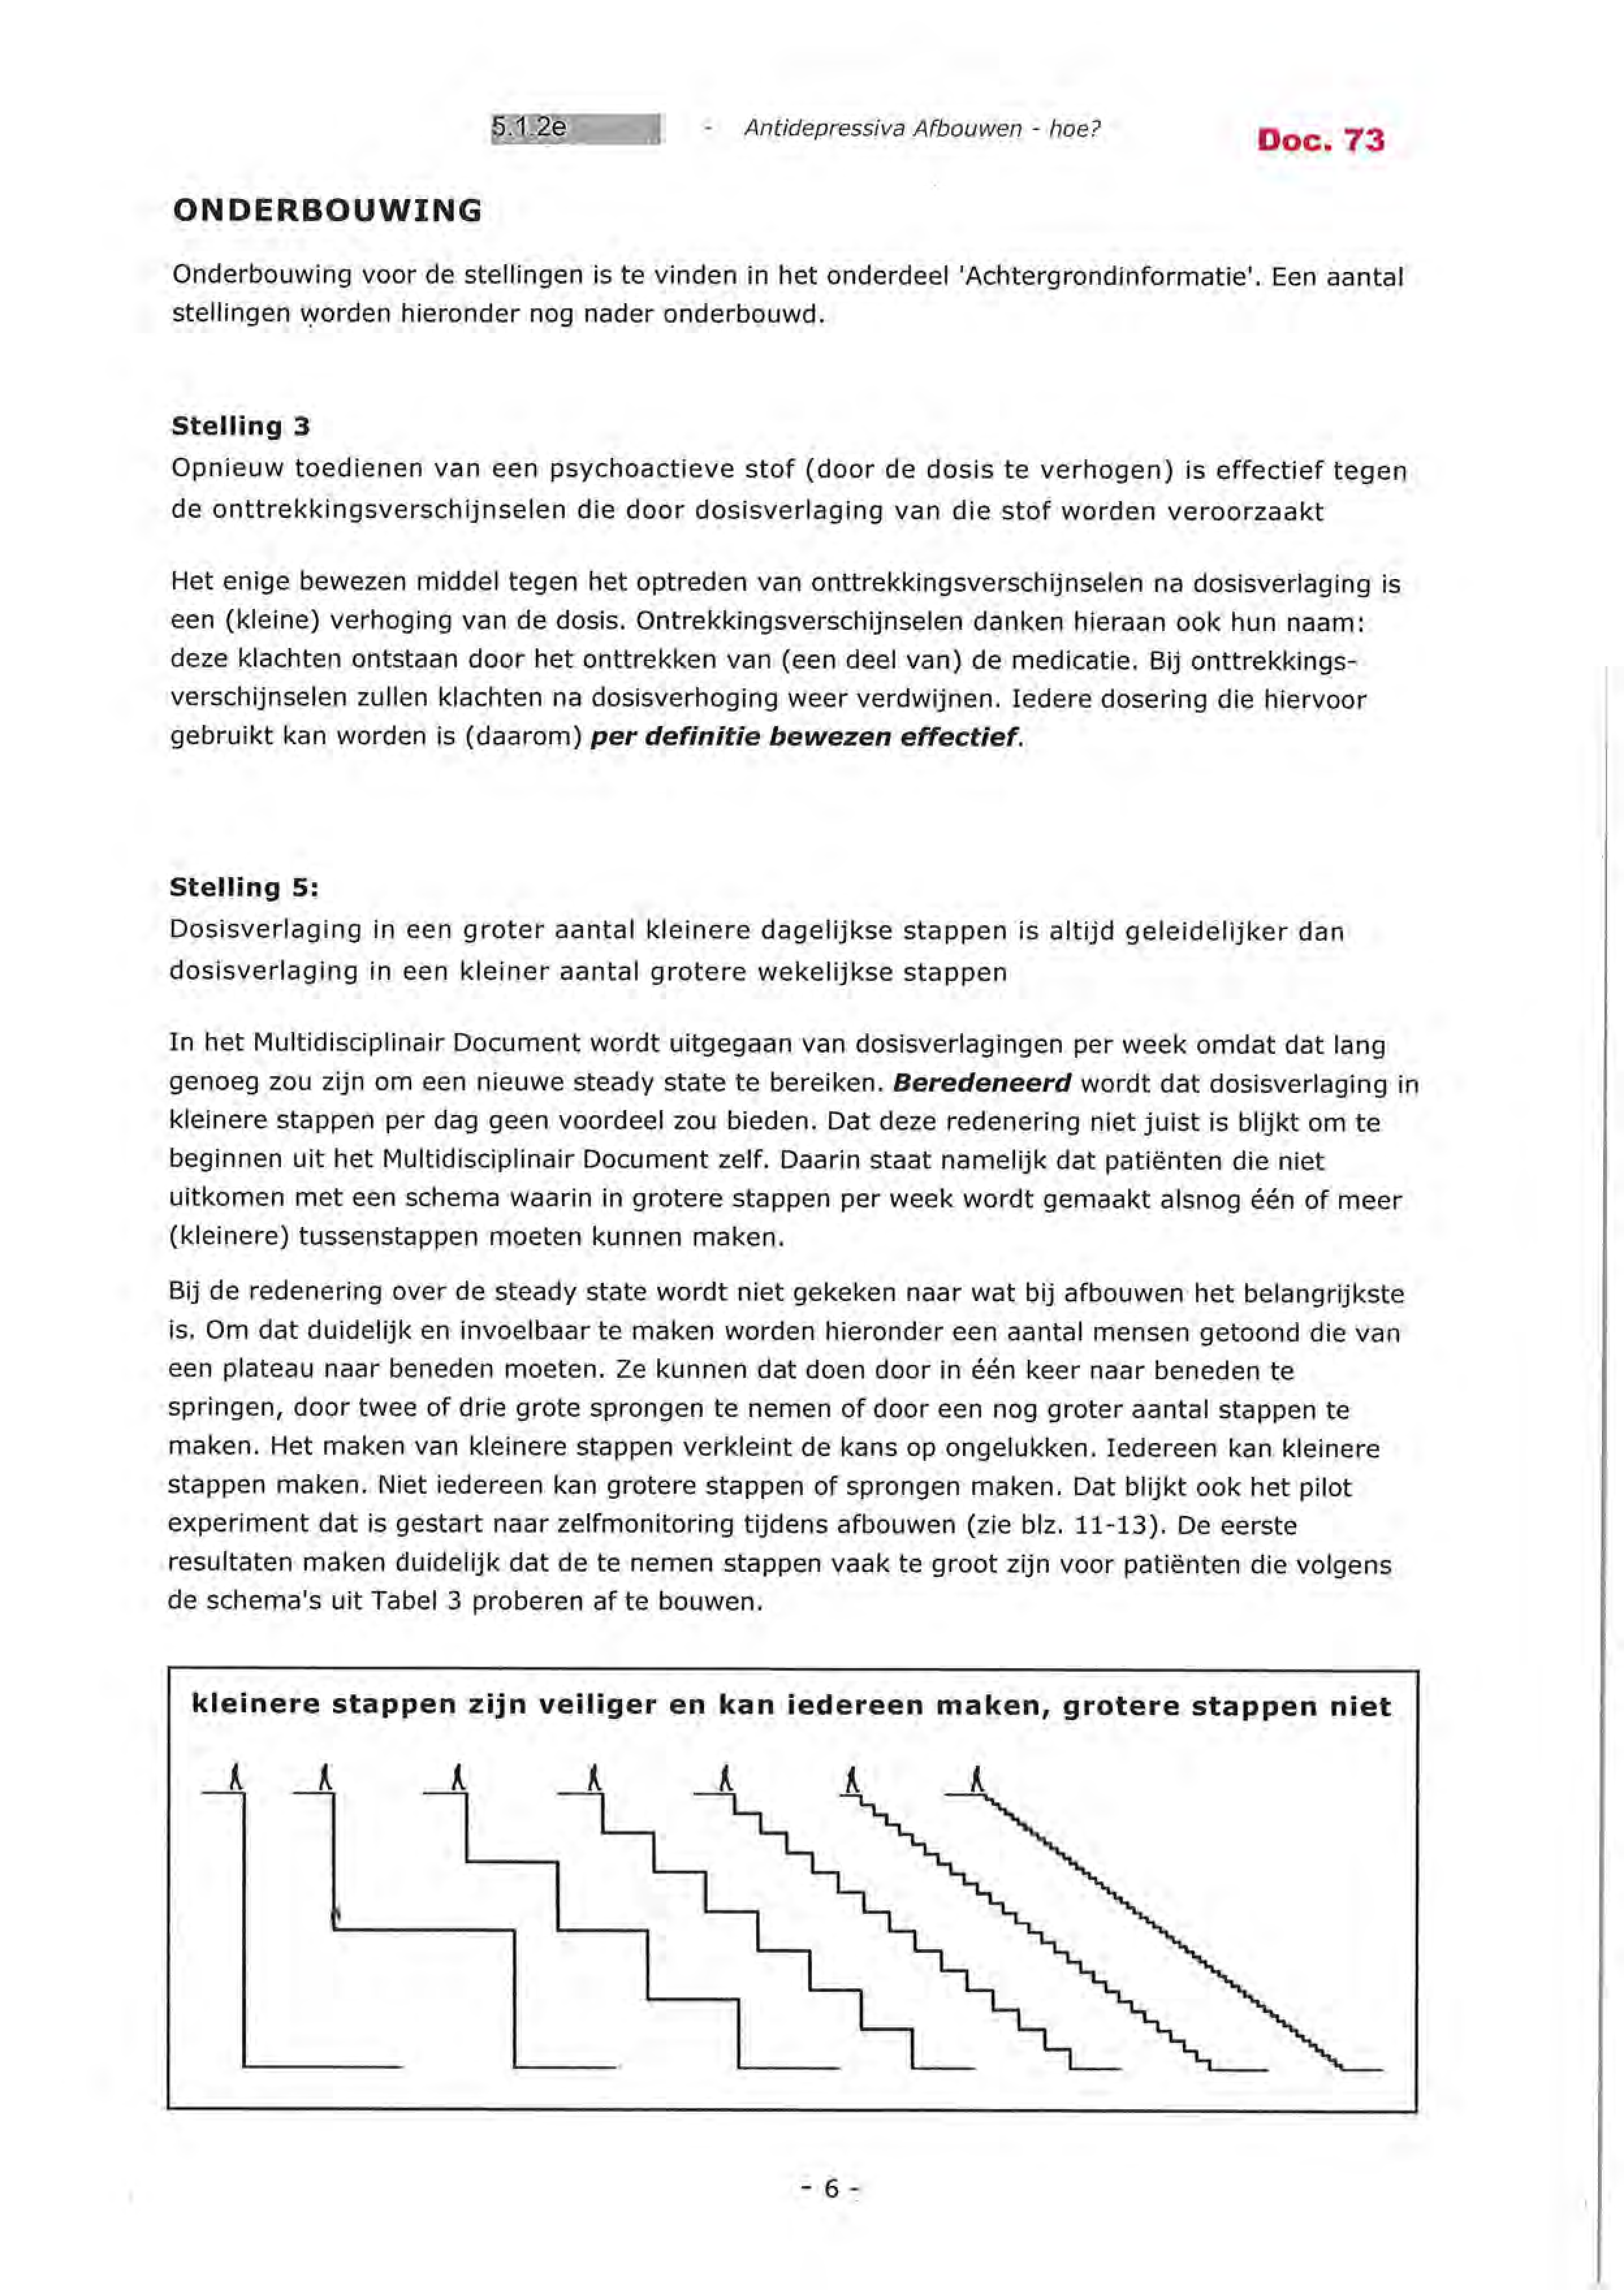 5.1.2e - Antidepressiva Afbouwen - hoe?
Doc. 73
ONDERBOUWING
Onderbouwing voor de stellingen is te vinden in het onderdeel 'Achtergrondinformatie'. Een aantal
stellingen worden hieronder nog nader onderbouwd.
Stelling 3
Opnieuw toedienen van een psychoactieve stof (door de dosis te verhogen) is effectief tegen
de onttrekkingsverschijnselen die door dosisverlaging van die stof worden veroorzaakt
Het enige bewezen middel tegen het optreden van onttrekkingsverschijnselen na dosisverlaging is
een (kleine) verhoging van de dosis. Ontrekkingsverschijnselen danken hieraan ook hun naam:
deze klachten ontstaan door het onttrekken van (een deel van) de medicatie. Bij onttrekkings-
verschijnselen zullen klachten na dosisverhoging weer verdwijnen. Iedere dosering die hiervoor
gebruikt kan worden is (daarom) per definitie bewezen effectief.
Stelling 5:
Dosisverlaging in een groter aantal kleinere dagelijkse stappen is altijd geleidelijker dan
dosisverlaging in een kleiner aantal grotere wekelijkse stappen
In het Multidisciplinair Document wordt uitgegaan van dosisverlagingen per week omdat dat lang
genoeg zou zijn om een nieuwe steady state te bereiken. Beredeneerd wordt dat dosisverlaging in
kleinere stappen per dag geen voordeel zou bieden. Dat deze redenering niet juist is blijkt om te
beginnen uit het Multidisciplinair Document zelf. Daarin staat namelijk dat patiënten die niet
uitkomen met een schema waarin in grotere stappen per week wordt gemaakt alsnog één of meer
(kleinere) tussenstappen moeten kunnen maken.
Bij de redenering over de steady state wordt niet gekeken naar wat bij afbouwen het belangrijkste
is. Om dat duidelijk en invoelbaar te maken worden hieronder een aantal mensen getoond die van
een plateau naar beneden moeten. Ze kunnen dat doen door in één keer naar beneden te
springen, door twee of drie grote sprongen te nemen of door een nog groter aantal stappen te
maken. Het maken van kleinere stappen verkleint de kans op ongelukken. Iedereen kan kleinere
stappen maken. Niet iedereen kan grotere stappen of sprongen maken. Dat blijkt ook het pilot
experiment dat is gestart naar zelfmonitoring tijdens afbouwen (zie blz. 11-13). De eerste
resultaten maken duidelijk dat de te nemen stappen vaak te groot zijn voor patiënten die volgens
de schema's uit Tabel 3 proberen af te bouwen.
kleinere stappen zijn veiliger en kan iedereen maken, grotere stappen niet
- 6 -